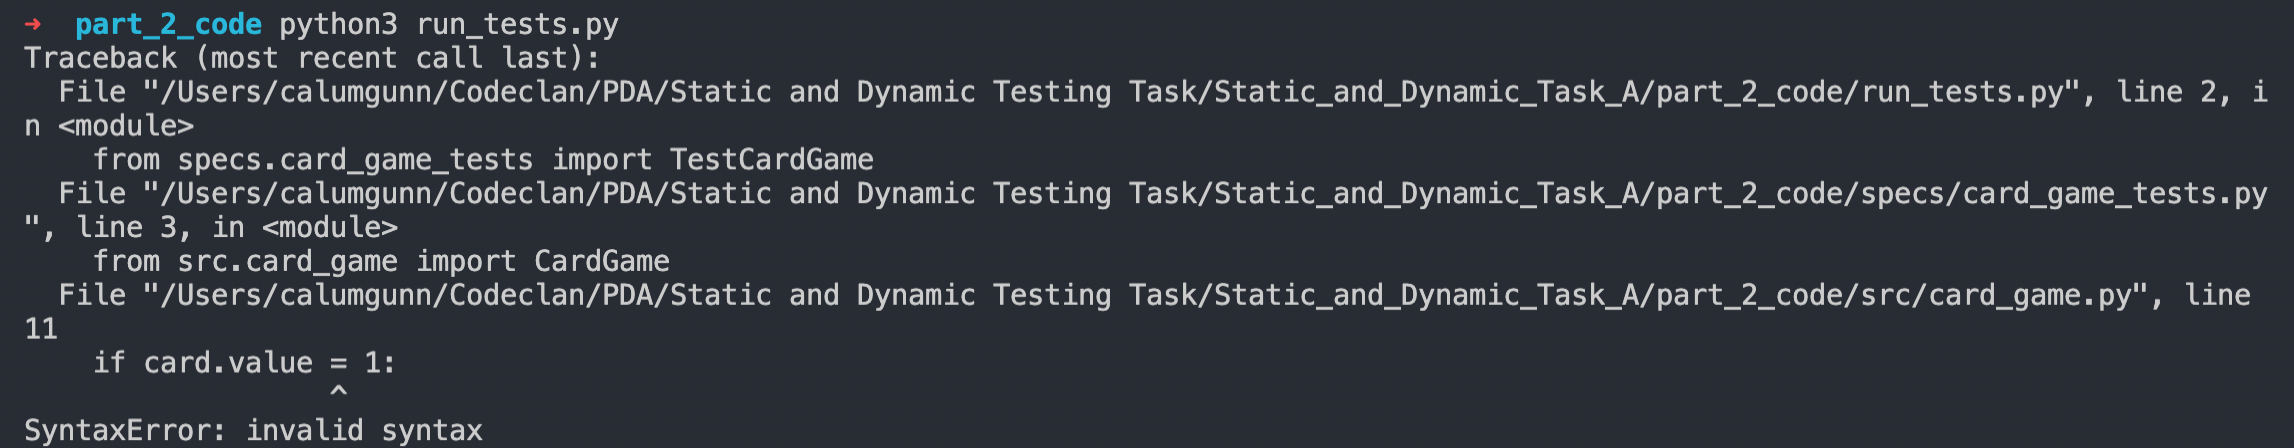 → part_2_code python3 run_tests.py
Traceback (most recent call last):
  File "/Users/calumgunn/Codeclan/PDA/Static and Dynamic Testing Task/Static_and_Dynamic_Task_A/part_2_code/run_tests.py", line 2, i
n <module>
    from specs.card_game_tests import TestCardGame
  File "/Users/calumgunn/Codeclan/PDA/Static and Dynamic Testing Task/Static_and_Dynamic_Task_A/part_2_code/specs/card_game_tests.py
", line 3, in <module>
    from src.card_game import CardGame
  File "/Users/calumgunn/Codeclan/PDA/Static and Dynamic Testing Task/Static_and_Dynamic_Task_A/part_2_code/src/card_game.py", line
11
    if card.value = 1:
                  ^
SyntaxError: invalid syntax